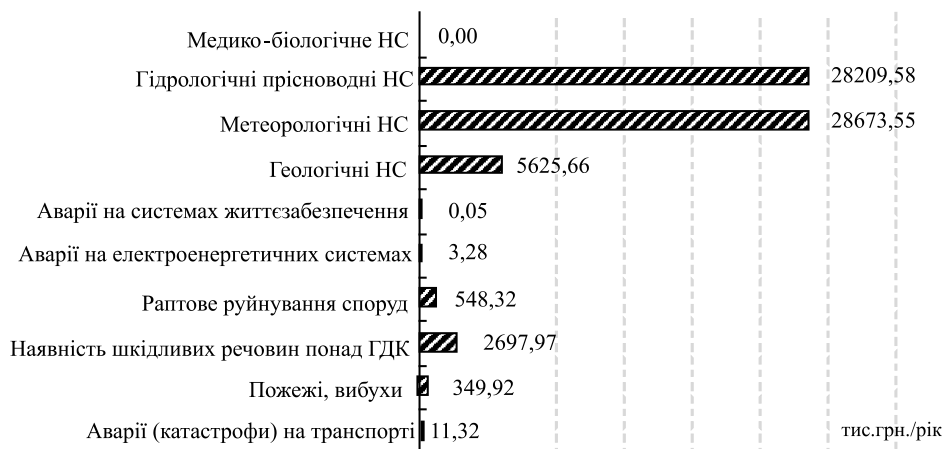 Медико-біологічне НС 0,00
Гідрологічні прісноводні НС 28209,58
Метеорологічні НС 28673,55
Геологічні НС 5625,66
Аварії на системах життєзабезпечення 0,05
Аварії на електроенергетичних системах 3,28
Раптове руйнування споруд 548,32
Наявність шкідливих речовин понад ГДК 2697,97
Пожежі, вибухи 349,92
Аварії (катастрофи) на транспорті 11,32 тис.грн./рік